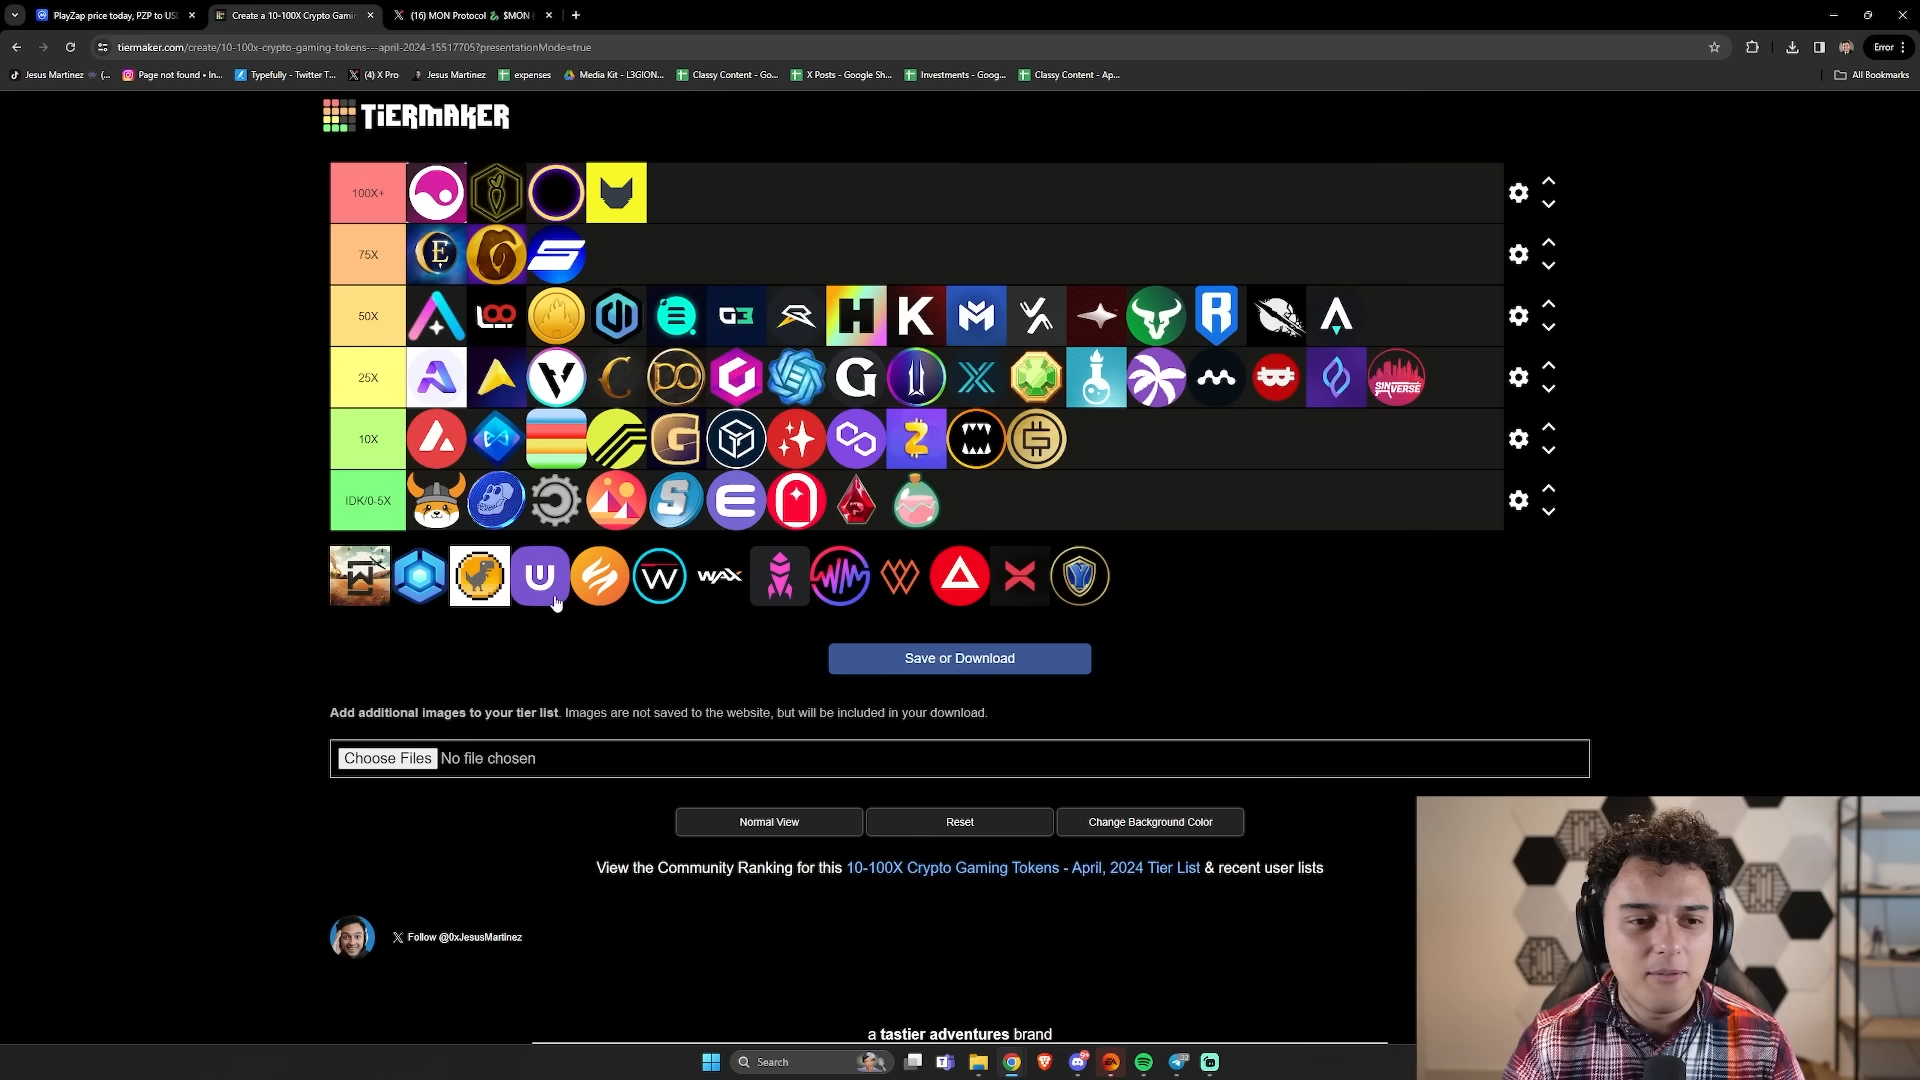 PlayZap price today, PZP to US
Create a 10-100X Crypto Gamin
(16) MON Protocol $MON (
tiermaker.com/create/10-100x-crypto-gaming-tokens---april-2024-15517705?presentationMode=true
Error
Jesus Martinez (...
Page not found • In...
Typefully - Twitter T...
(4) X Pro
Jesus Martinez
expenses
Media Kit - L3GION...
Classy Content - Go...
X Posts - Google Sh...
Investments - Goog...
Classy Content - Ap...
All Bookmarks
TiERMAKER
100X+
75X
E
50X
LOO
G3
H
K
R
25X
DO
G
SINVERSE
10X
G
Z
IDK/0-5X
S
W
WAX
Save or Download
Add additional images to your tier list. Images are not saved to the website, but will be included in your download.
Choose Files No file chosen
Normal View
Reset
Change Background Color
View the Community Ranking for this 10-100X Crypto Gaming Tokens - April, 2024 Tier List & recent user lists
X Follow @0xJesusMartinez
a tastier adventures brand
Search